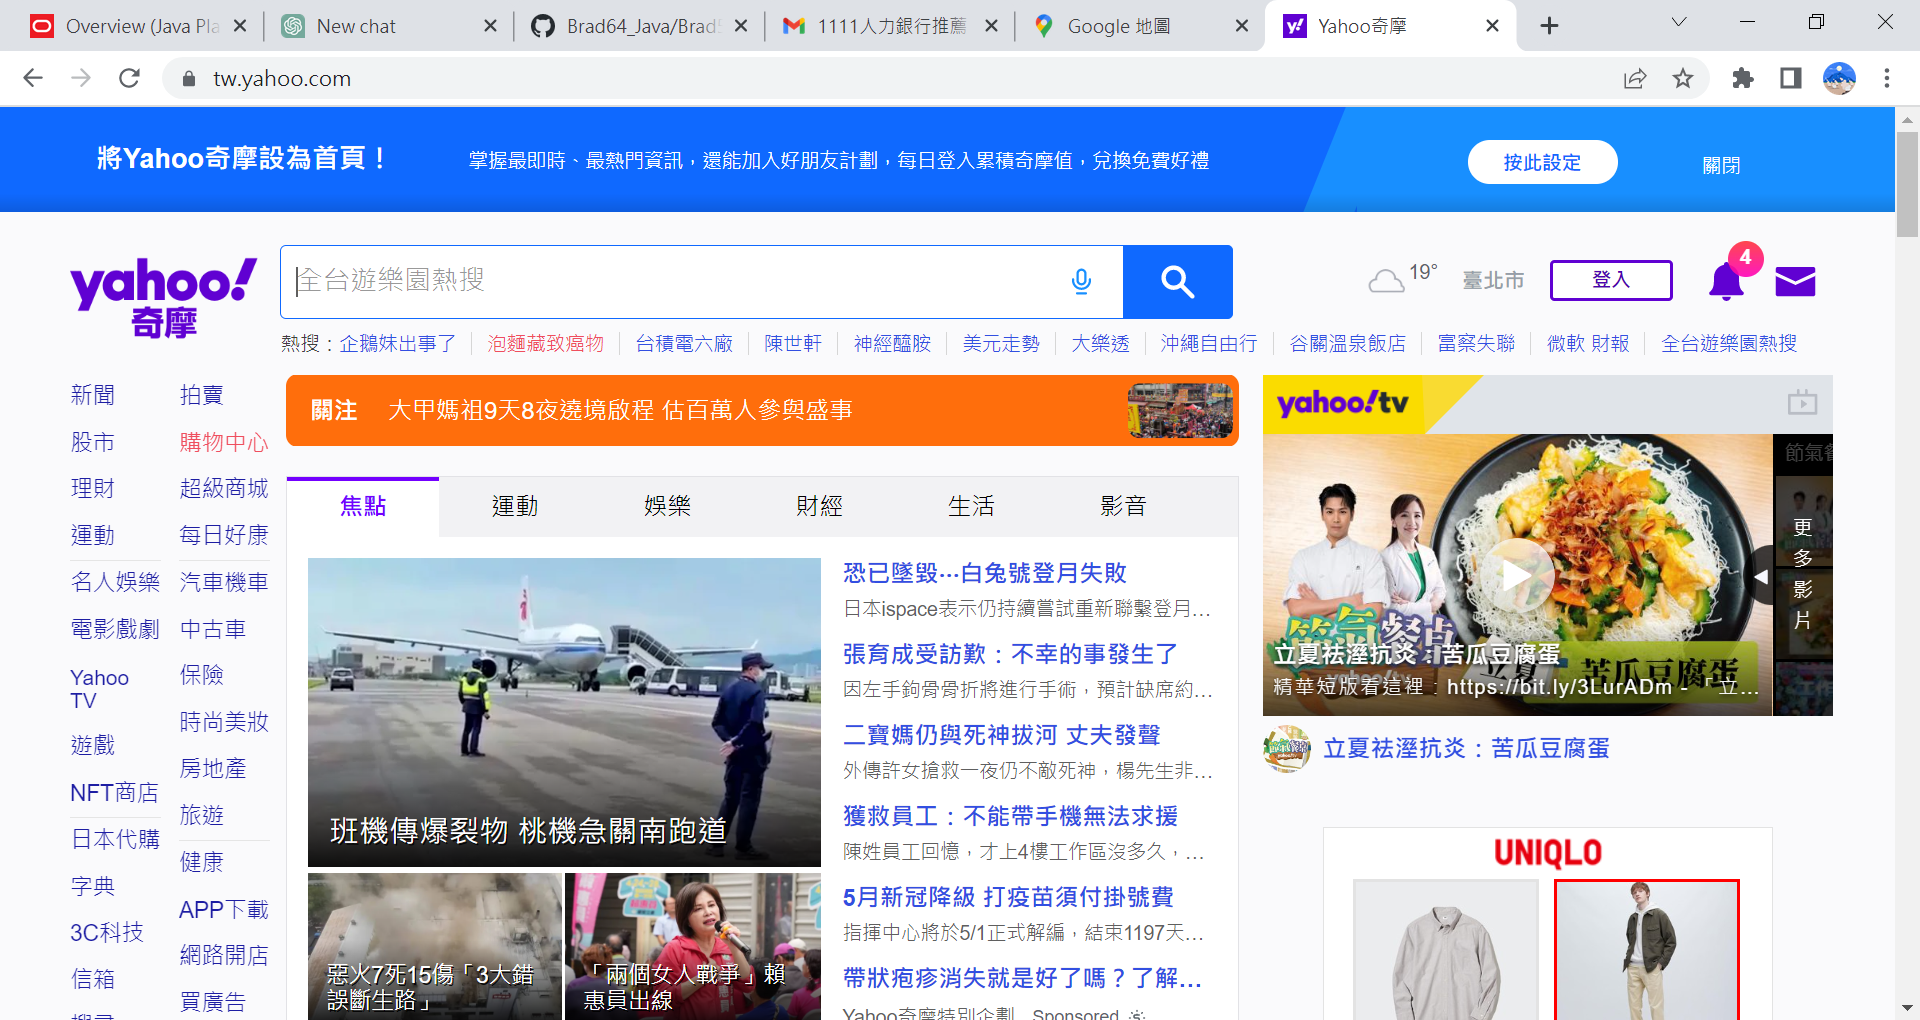 Overview (Java Pla
New chat
Brad64_Java/Brad5
1111人力銀行推薦
Google 地圖
Yahoo奇摩
tw.yahoo.com
將Yahoo奇摩設為首頁！
掌握最即時、最熱門資訊，還能加入好朋友計劃，每日登入累積奇摩值，兌換免費好禮
按此設定
關閉
yahoo!
奇摩
全台遊樂園熱搜
19°
臺北市
登入
4
熱搜：企鵝妹出事了
泡麵藏致癌物
台積電六廠
陳世軒
神經醯胺
美元走勢
大樂透
沖繩自由行
谷關溫泉飯店
富察失聯
微軟 財報
全台遊樂園熱搜
新聞
股市
理財
運動
名人娛樂
電影戲劇
Yahoo
TV
遊戲
NFT商店
日本代購
字典
3C科技
信箱
拍賣
購物中心
超級商城
每日好康
汽車機車
中古車
保險
時尚美妝
房地產
旅遊
健康
APP下載
網路開店
買廣告
關注 大甲媽祖9天8夜遶境啟程 估百萬人參與盛事
焦點
運動
娛樂
財經
生活
影音
班機傳爆裂物 桃機急關南跑道
惡火7死15傷「3大錯
誤斷生路」
「兩個女人戰爭」賴
惠員出線
恐已墜毀…白兔號登月失敗
日本ispace表示仍持續嘗試重新聯繫登月…
張育成受訪歎：不幸的事發生了
因左手鉤骨骨折將進行手術，預計缺席約…
二寶媽仍與死神拔河 丈夫發聲
外傳許女搶救一夜仍不敵死神，楊先生非…
獲救員工：不能帶手機無法求援
陳姓員工回憶，才上4樓工作區沒多久，…
5月新冠降級 打疫苗須付掛號費
指揮中心將於5/1正式解編，結束1197天…
帶狀疱疹消失就是好了嗎？了解…
Yahoo奇摩特別企劃
Sponsored
yahoo!tv
節氣餐桌
苦瓜豆腐蛋
立夏祛溼抗炎：苦瓜豆腐蛋
精華短版看這裡：https://bit.ly/3LurADm - 「立…
節氣
更
多
影
片
立夏祛溼抗炎：苦瓜豆腐蛋
UNIQLO